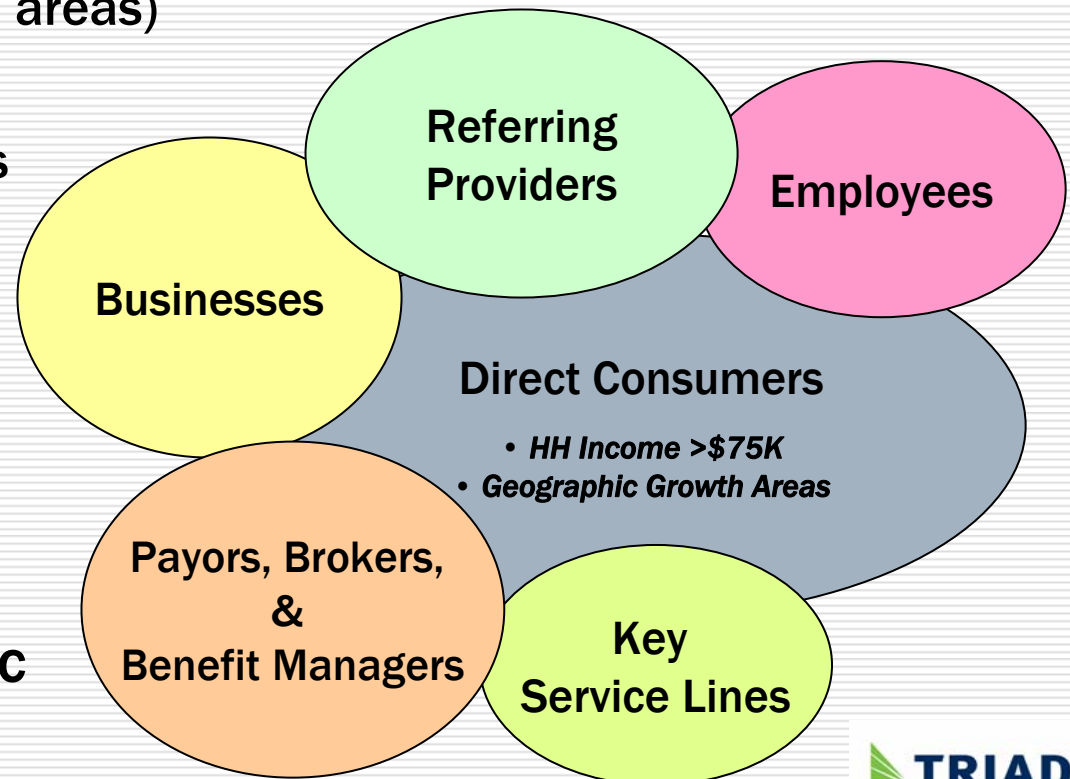 areas)
Referring
Providers
Employees
s
Businesses
Direct Consumers
• HH Income >$75K
• Geographic Growth Areas
Payors, Brokers,
&
Benefit Managers
c
Key
Service Lines
TRIAD